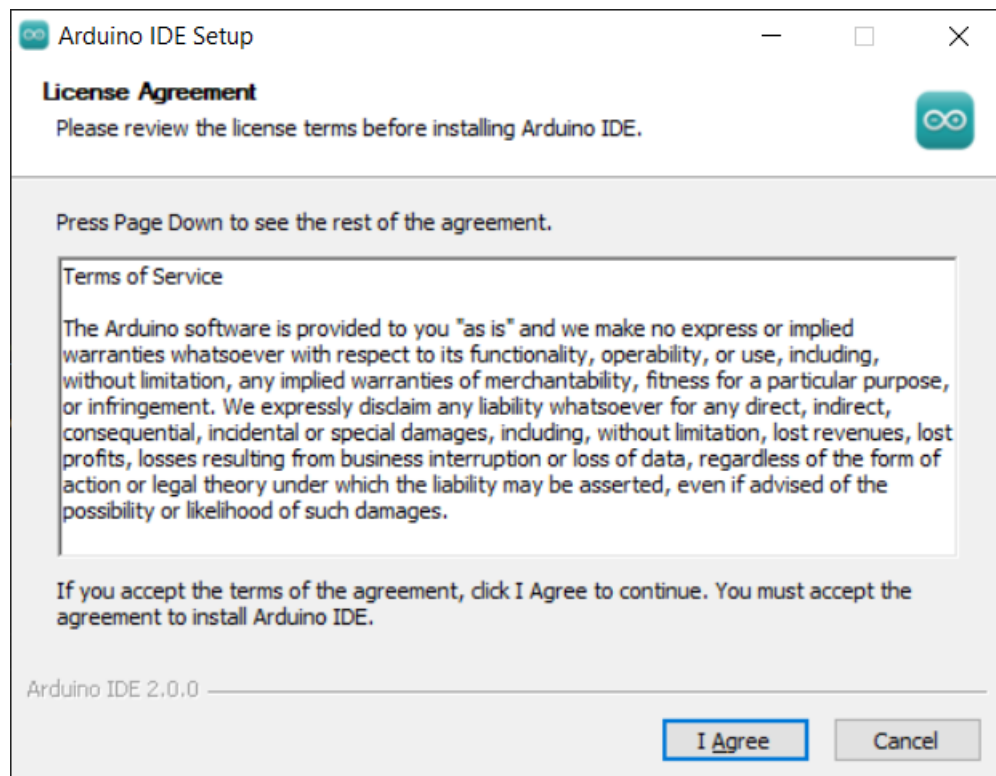 Arduino IDE Setup
License Agreement
Please review the license terms before installing Arduino IDE.
Press Page Down to see the rest of the agreement.
Terms of Service
The Arduino software is provided to you "as is" and we make no express or implied
warranties whatsoever with respect to its functionality, operability, or use, including,
without limitation, any implied warranties of merchantability, fitness for a particular purpose,
or infringement. We expressly disclaim any liability whatsoever for any direct, indirect,
consequential, incidental or special damages, including, without limitation, lost revenues, lost
profits, losses resulting from business interruption or loss of data, regardless of the form of
action or legal theory under which the liability may be asserted, even if advised of the
possibility or likelihood of such damages.
If you accept the terms of the agreement, click I Agree to continue. You must accept the
agreement to install Arduino IDE.
Arduino IDE 2.0.0
I Agree
Cancel